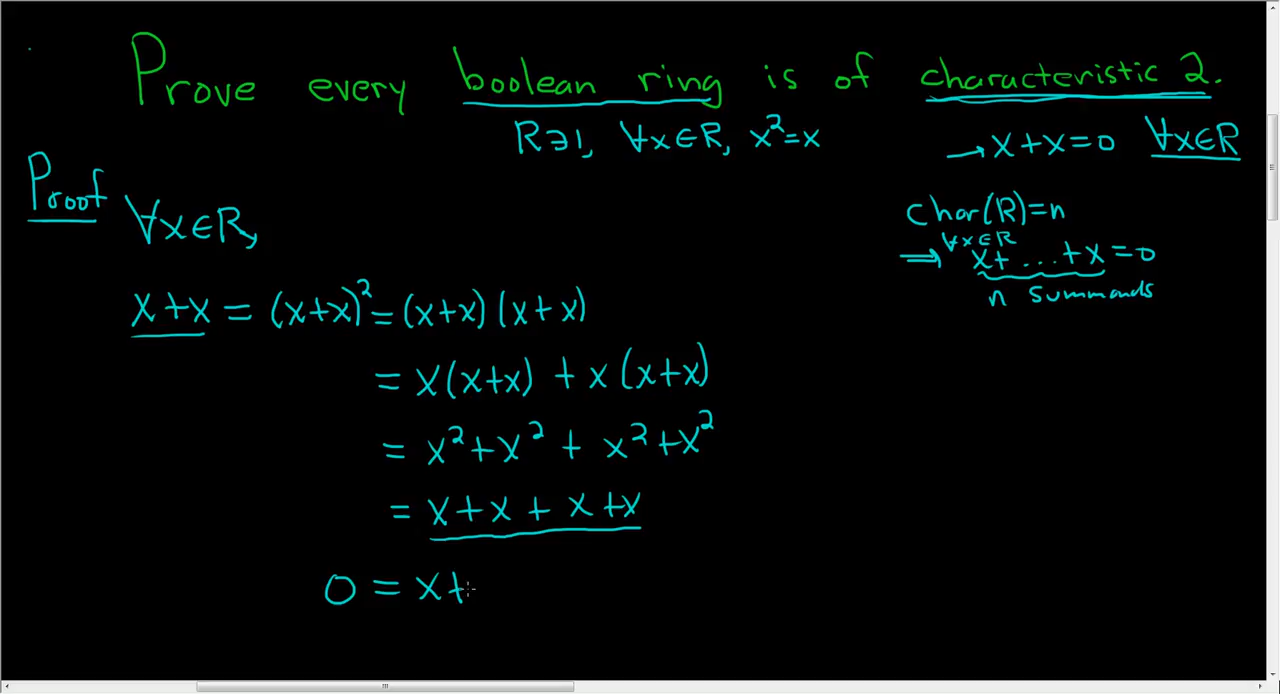 Prove every boolean ring is of characteristic 2.
R∋1, ∀x∈R, x²=x
→ x+x=0 ∀x∈R
Proof
∀x∈R,
Char(R)=n
∀x∈R
⇒ x+...+x=0
n summands
x+x = (x+x)² = (x+x)(x+x)
= x(x+x) + x(x+x)
= x²+x² + x²+x²
= x+x + x+x
0 = x+